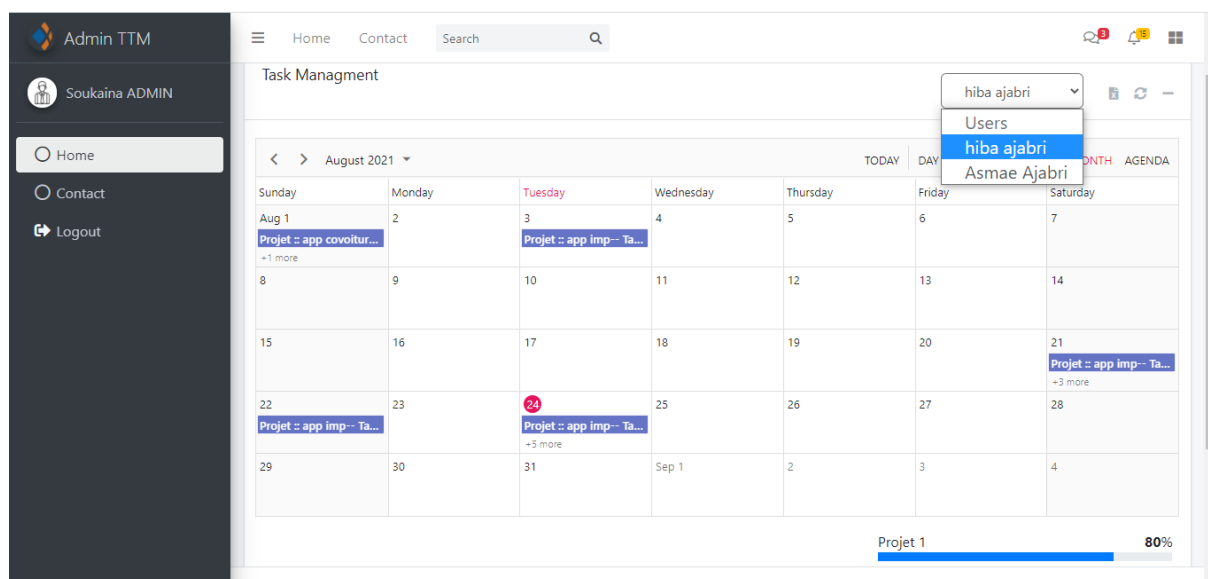 Admin TTM
Home Contact Search
3
15
Soukaina ADMIN
Home
Contact
Logout
Task Managment
hiba ajabri
Users
hiba ajabri
Asmae Ajabri
August 2021
TODAY DAY ONTH AGENDA
Sunday Monday Tuesday Wednesday Thursday Friday Saturday
Aug 1 2 3 4 5 6 7
Projet :: app covoitur... Projet :: app imp-- Ta...
+1 more
8 9 10 11 12 13 14
15 16 17 18 19 20 21
Projet :: app imp-- Ta...
+3 more
22 23 24 25 26 27 28
Projet :: app imp-- Ta... Projet :: app imp-- Ta...
+5 more
29 30 31 Sep 1 2 3 4
Projet 1 80%